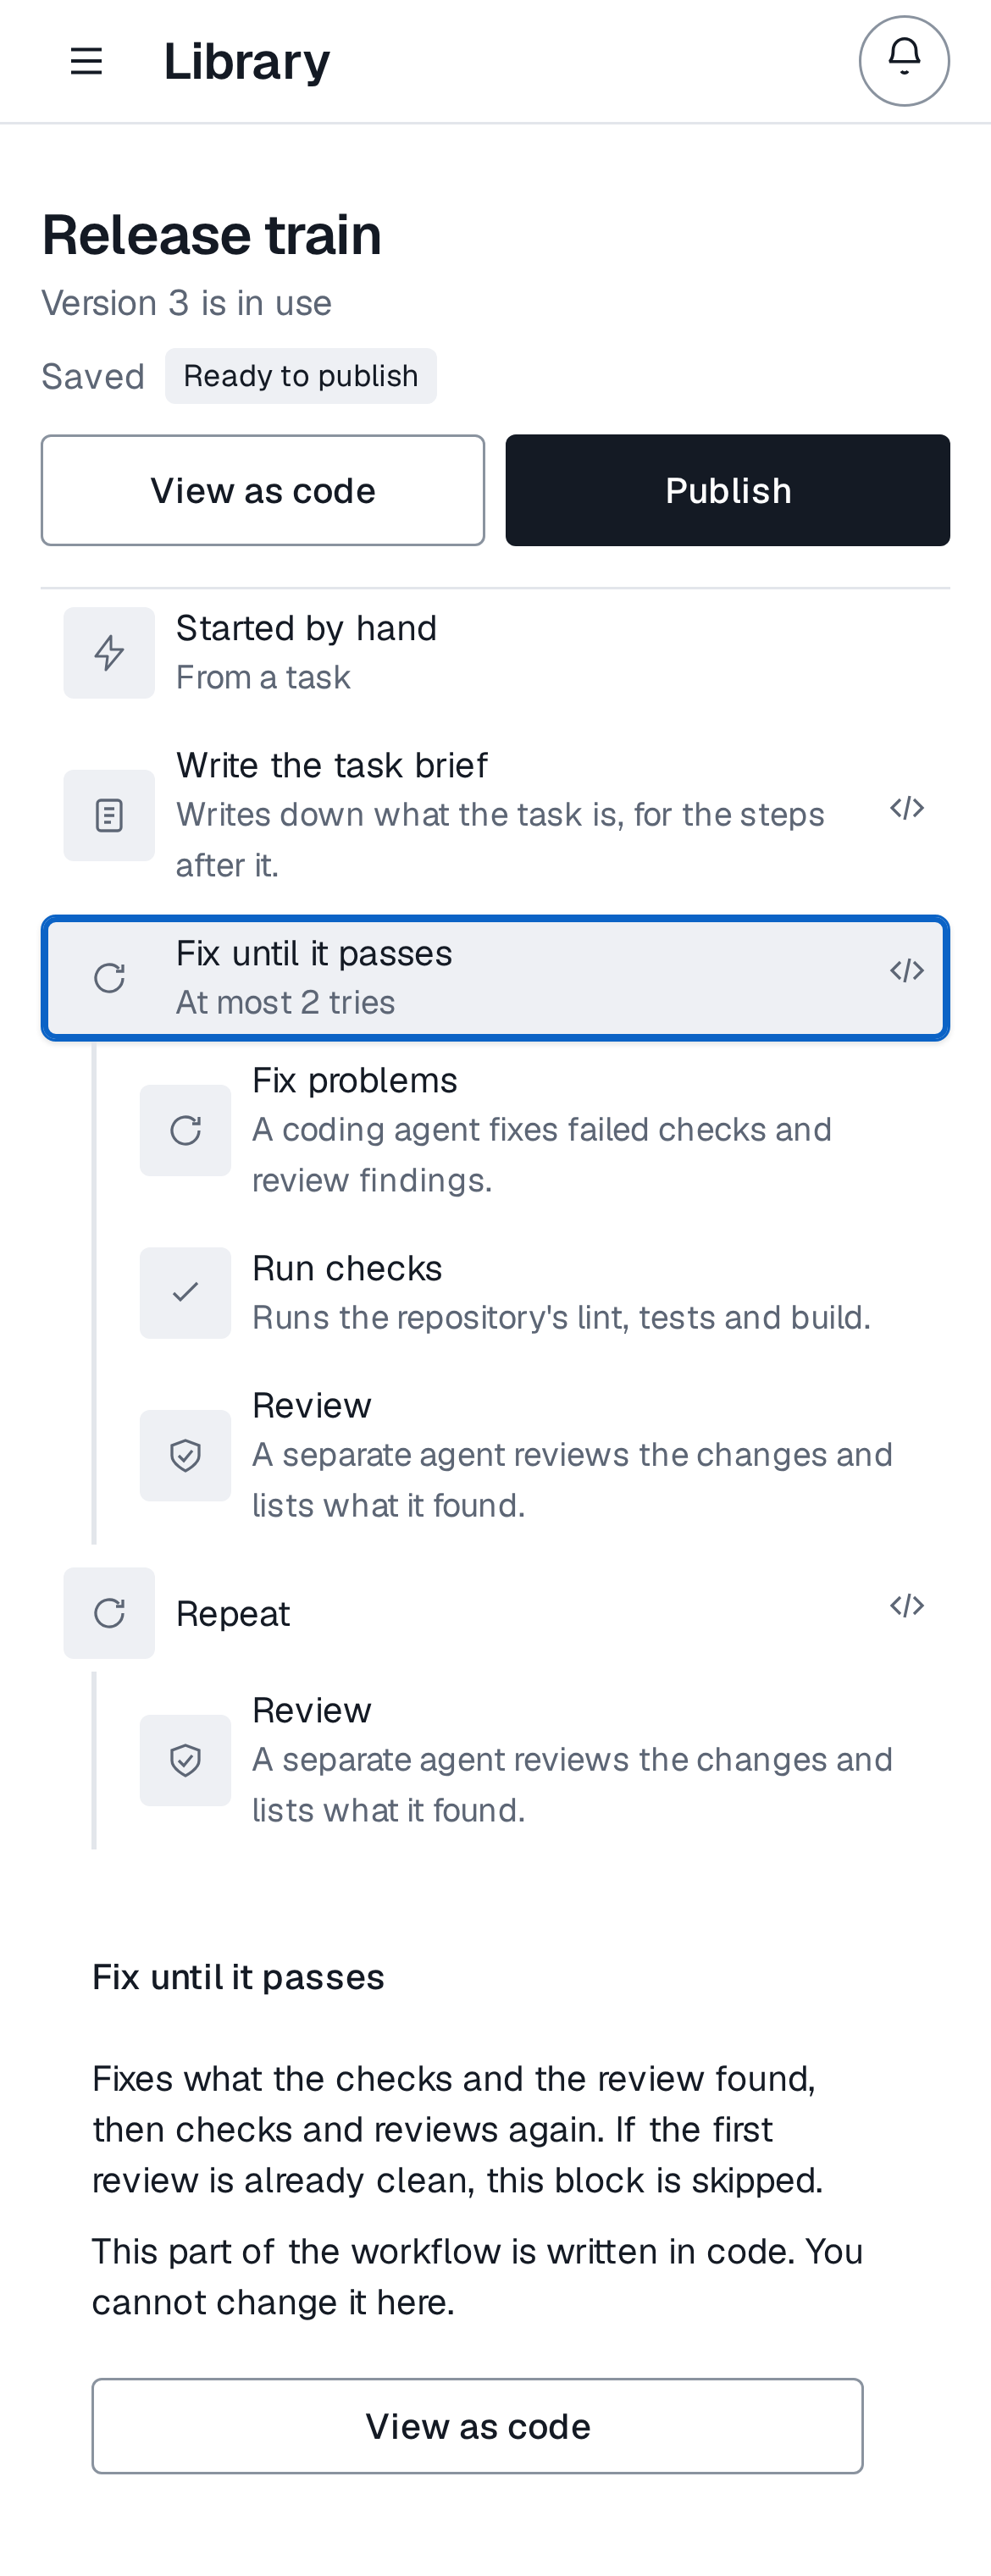 Library
Release train
Version 3 is in use
Saved
Ready to publish
View as code
Publish
Started by hand
From a task
Write the task brief
Writes down what the task is, for the steps
after it.
Fix until it passes
At most 2 tries
Fix problems
A coding agent fixes failed checks and
review findings.
Run checks
Runs the repository's lint, tests and build.
Review
A separate agent reviews the changes and
lists what it found.
Repeat
Review
A separate agent reviews the changes and
lists what it found.
Fix until it passes
Fixes what the checks and the review found,
then checks and reviews again. If the first
review is already clean, this block is skipped.
This part of the workflow is written in code. You
cannot change it here.
View as code